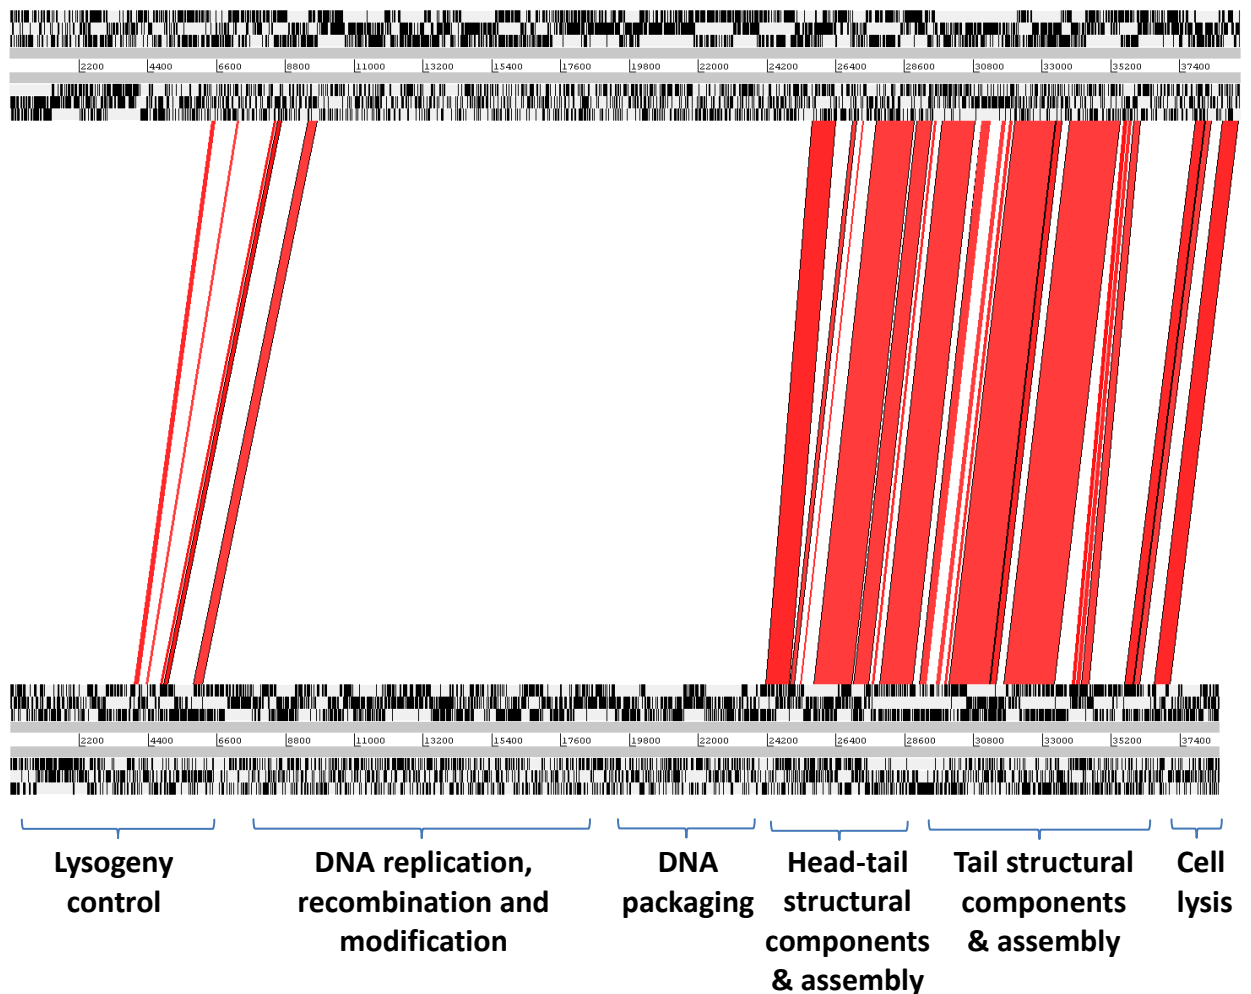 2200 4400 6600 8800 11000 13200 15400 17600 19800 22000 24200 26400 28600 30800 33000 35200 37400
2200 4400 6600 8800 11000 13200 15400 17600 19800 22000 24200 26400 28600 30800 33000 35200 37400
Lysogeny
control
DNA replication,
recombination and
modification
DNA
packaging
Head-tail
structural
components
& assembly
Tail structural
components
& assembly
Cell
lysis